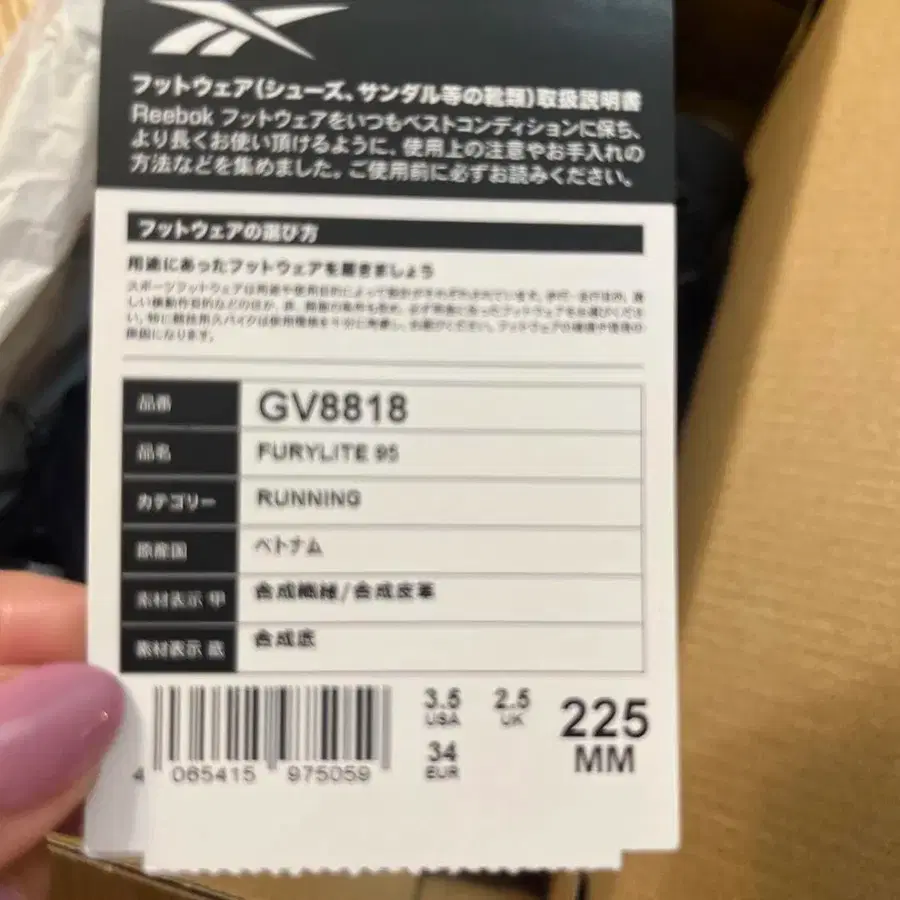 フットウェア(シューズ、サンダル等の靴類)取扱説明書
Reebok フットウェアをいつもベストコンディションに保ち、
より長くお使い頂けるように、使用上の注意やお手入れの
方法などを集めました。ご使用前に必ずお読みください。
フットウェアの選び方
用途にあったフットウェアを履きましょう
原因になります。
品番 GV8818
品名 FURYLITE 95
カテゴリー RUNNING
原産国 ベトナム
素材表示 甲 合成繊維/合成皮革
素材表示 底 合成底
3.5 2.5 225
USA UK MM
34
EUR
4 065415 975059